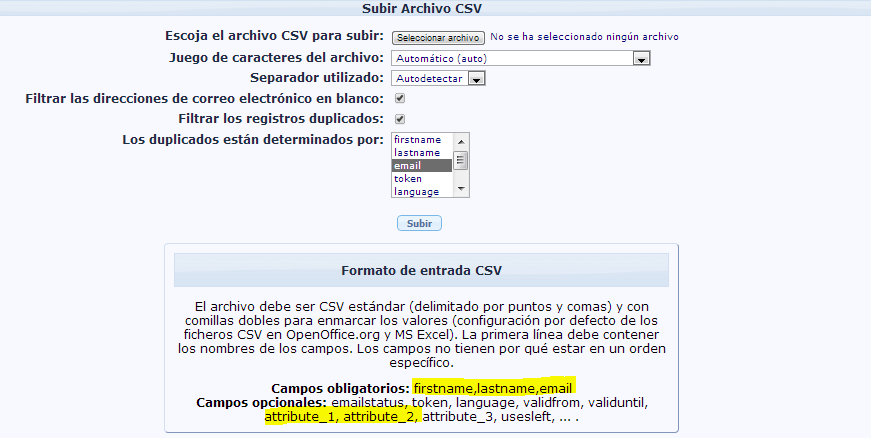 Subir Archivo CSV
Escoja el archivo CSV para subir: Seleccionar archivo No se ha seleccionado ningún archivo
Juego de caracteres del archivo: Automático (auto)
Separador utilizado: Autodetectar
Filtrar las direcciones de correo electrónico en blanco:
Filtrar los registros duplicados:
Los duplicados están determinados por: firstname
lastname
email
token
language
Subir
Formato de entrada CSV
El archivo debe ser CSV estándar (delimitado por puntos y comas) y con
comillas dobles para enmarcar los valores (configuración por defecto de los
ficheros CSV en OpenOffice.org y MS Excel). La primera línea debe contener
los nombres de los campos. Los campos no tienen por qué estar en un orden
específico.
Campos obligatorios: firstname,lastname,email
Campos opcionales: emailstatus, token, language, validfrom, validuntil,
attribute_1, attribute_2, attribute_3, usesleft, ... .